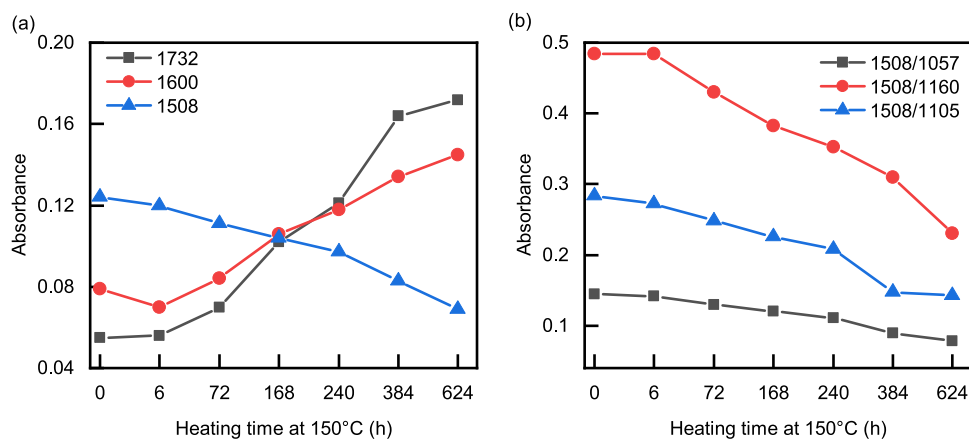 (a)
0.20
0.16
0.12
0.08
0.04
Absorbance
1732
1600
1508
0 6 72 168 240 384 624
Heating time at 150°C (h)
(b)
0.5
0.4
0.3
0.2
0.1
Absorbance
1508/1057
1508/1160
1508/1105
0 6 72 168 240 384 624
Heating time at 150°C (h)